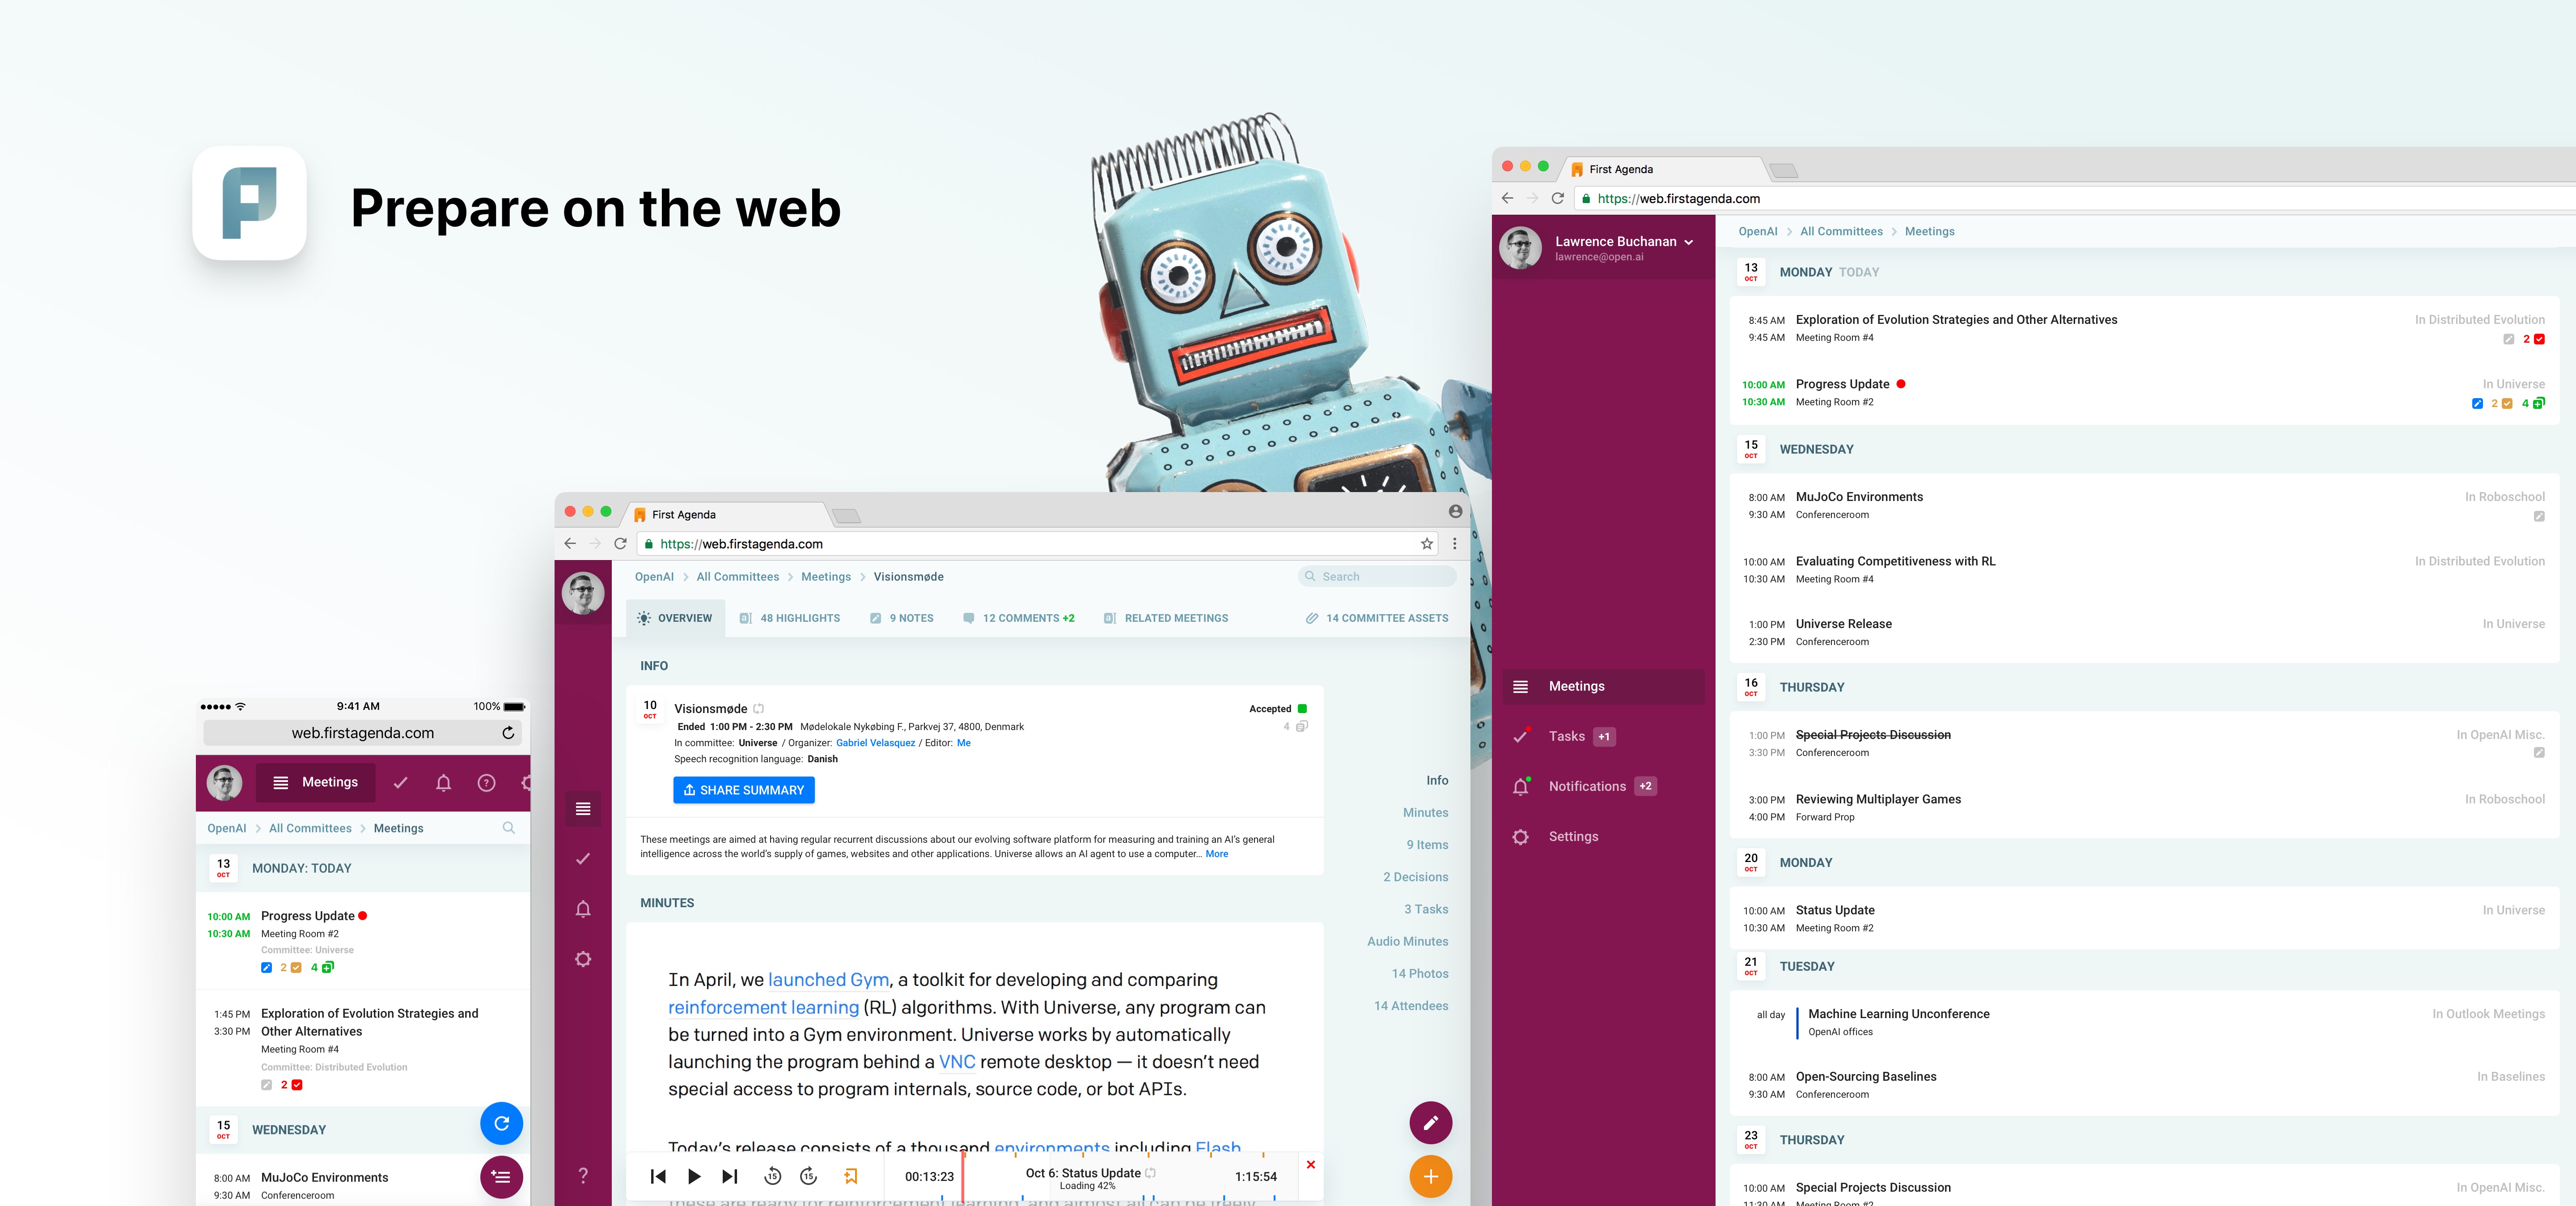 Prepare on the web
9:41 AM
100%
web.firstagenda.com
Meetings
OpenAI > All Committees > Meetings
13 OCT MONDAY: TODAY
10:00 AM Progress Update
10:30 AM Meeting Room #2
Committee: Universe
2 4
1:45 PM Exploration of Evolution Strategies and
3:30 PM Other Alternatives
Meeting Room #4
Committee: Distributed Evolution
2
15 OCT WEDNESDAY
8:00 AM MuJoCo Environments
9:30 AM Conferenceroom
First Agenda
https://web.firstagenda.com
OpenAI > All Committees > Meetings > Visionsmøde
Search
OVERVIEW 48 HIGHLIGHTS 9 NOTES 12 COMMENTS +2 RELATED MEETINGS 14 COMMITTEE ASSETS
INFO
10 OCT Visionsmøde Accepted
Ended 1:00 PM - 2:30 PM Mødelokale Nykøbing F., Parkvej 37, 4800, Denmark 4
In committee: Universe / Organizer: Gabriel Velasquez / Editor: Me
Speech recognition language: Danish
SHARE SUMMARY
These meetings are aimed at having regular recurrent discussions about our evolving software platform for measuring and training an AI's general
intelligence across the world's supply of games, websites and other applications. Universe allows an AI agent to use a computer... More
MINUTES
In April, we launched Gym, a toolkit for developing and comparing
reinforcement learning (RL) algorithms. With Universe, any program can
be turned into a Gym environment. Universe works by automatically
launching the program behind a VNC remote desktop — it doesn't need
special access to program internals, source code, or bot APIs.
Today's release consists of a thousand environments including Flash
15 15 00:13:23 Oct 6: Status Update 1:15:54
Loading 42%
these are ready for reinforcement learning, and almost all can be freely
Info
Minutes
9 Items
2 Decisions
3 Tasks
Audio Minutes
14 Photos
14 Attendees
?
First Agenda
https://web.firstagenda.com
Lawrence Buchanan
lawrence@open.ai
Meetings
Tasks +1
Notifications +2
Settings
OpenAI > All Committees > Meetings
13 OCT MONDAY TODAY
8:45 AM Exploration of Evolution Strategies and Other Alternatives In Distributed Evolution
9:45 AM Meeting Room #4 2
10:00 AM Progress Update In Universe
10:30 AM Meeting Room #2 2 4
15 OCT WEDNESDAY
8:00 AM MuJoCo Environments In Roboschool
9:30 AM Conferenceroom
10:00 AM Evaluating Competitiveness with RL In Distributed Evolution
10:30 AM Meeting Room #4
1:00 PM Universe Release In Universe
2:30 PM Conferenceroom
16 OCT THURSDAY
1:00 PM Special Projects Discussion In OpenAI Misc.
3:30 PM Conferenceroom
3:00 PM Reviewing Multiplayer Games In Roboschool
4:00 PM Forward Prop
20 OCT MONDAY
10:00 AM Status Update In Universe
10:30 AM Meeting Room #2
21 OCT TUESDAY
all day Machine Learning Unconference In Outlook Meetings
OpenAI offices
8:00 AM Open-Sourcing Baselines In Baselines
9:30 AM Conferenceroom
23 OCT THURSDAY
10:00 AM Special Projects Discussion In OpenAI Misc.
11:30 AM Meeting Room #2